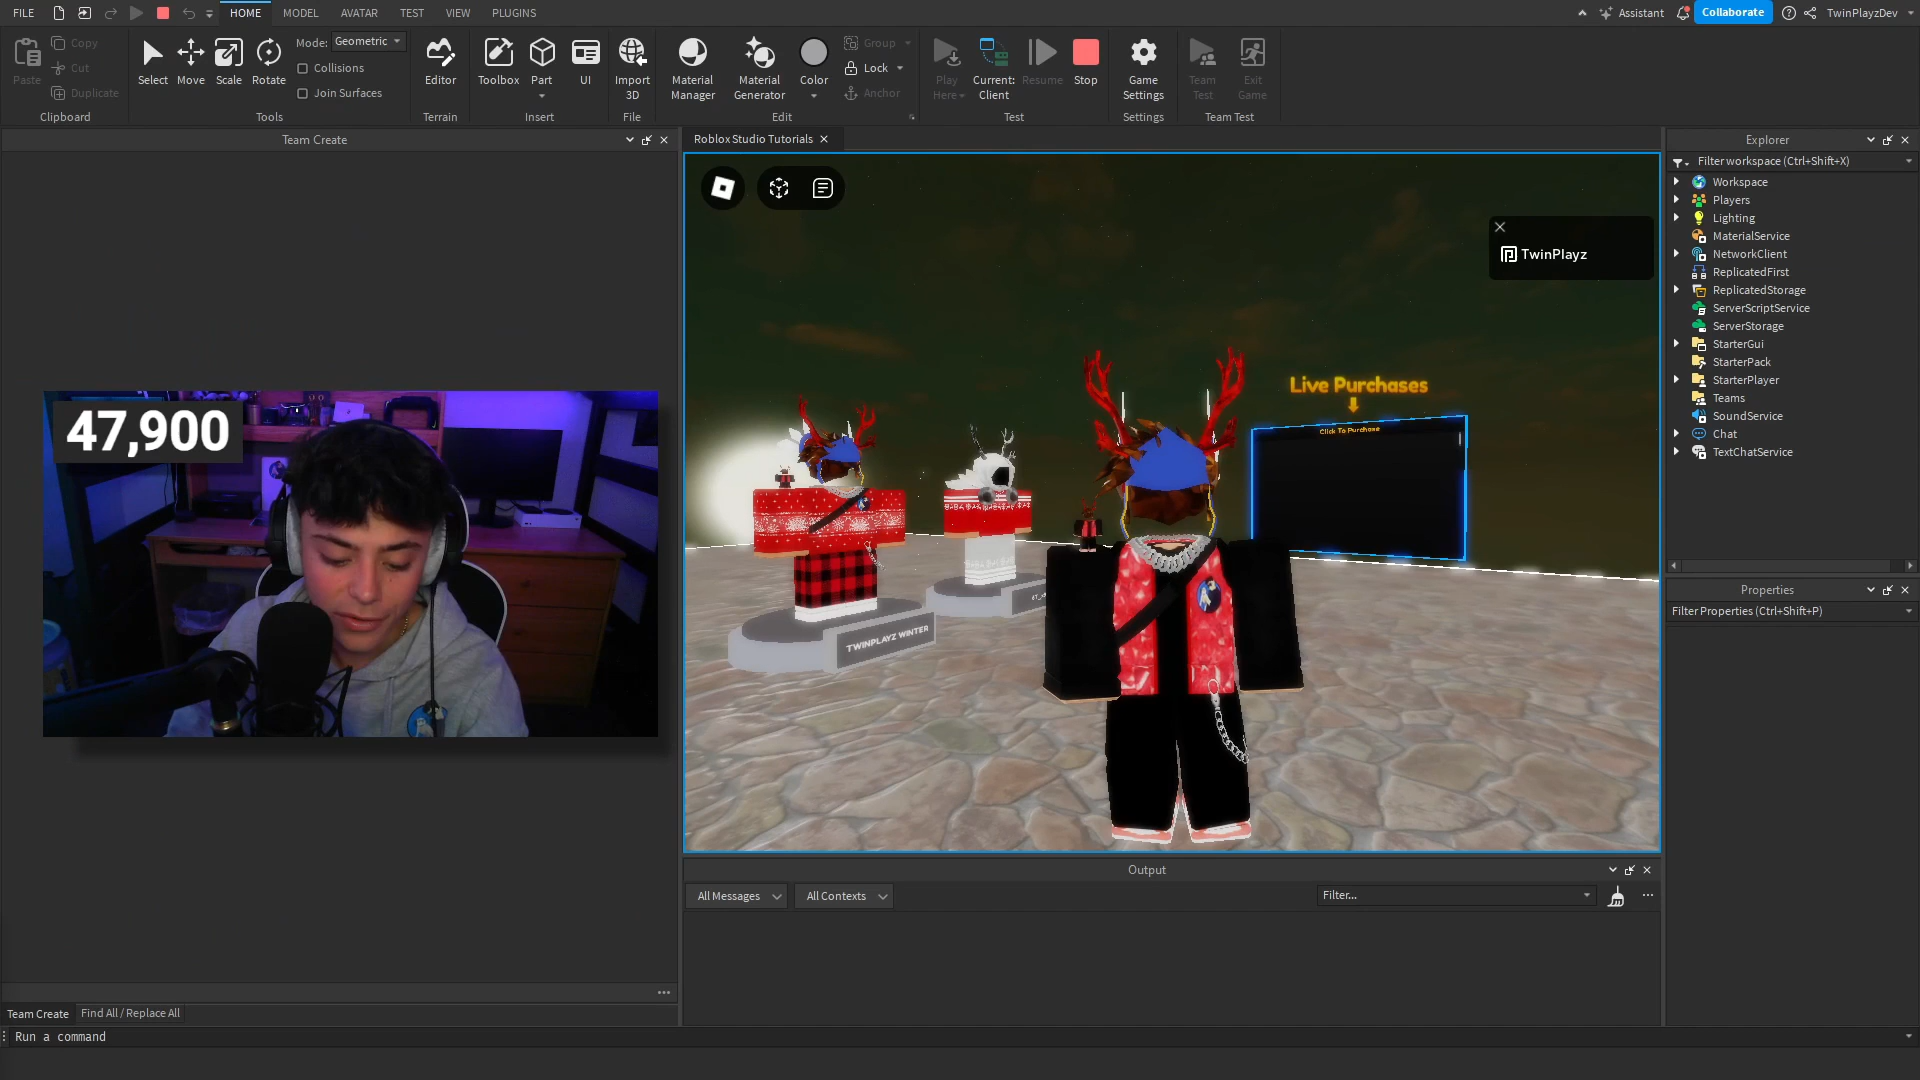 FILE HOME MODEL AVATAR TEST VIEW PLUGINS Assistant Collaborate TwinPlayzDev
Paste Copy Cut Duplicate
Select Move Scale Rotate Mode: Geometric
Collisions
Join Surfaces
Editor Toolbox Part UI Import 3D
Material Manager Material Generator Color Group Lock Anchor
Play Here Current: Client Resume Stop Game Settings Team Test Exit Game
Clipboard Tools Terrain Insert File Edit Test Settings Team Test
Team Create
Roblox Studio Tutorials
Explorer
Filter workspace (Ctrl+Shift+X)
Workspace
Players
Lighting
MaterialService
NetworkClient
ReplicatedFirst
ReplicatedStorage
ServerScriptService
ServerStorage
StarterGui
StarterPack
StarterPlayer
Teams
SoundService
Chat
TextChatService
Properties
Filter Properties (Ctrl+Shift+P)
TwinPlayz
Live Purchases
Click To Purchase
TWINPLAYZ WINTER
47,900
Output
All Messages All Contexts Filter...
Team Create Find All / Replace All
Run a command